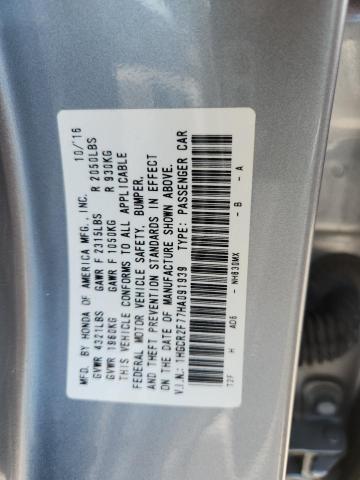 MFD. BY HONDA OF AMERICA MFG., INC. 10/16
GVWR 4321LBS GAWR F 2315LBS R 2050LBS
GVWR 1960KG GAWR F 1050KG R 930KG
THIS VEHICLE CONFORMS TO ALL APPLICABLE
FEDERAL MOTOR VEHICLE SAFETY, BUMPER,
AND THEFT PREVENTION STANDARDS IN EFFECT
ON THE DATE OF MANUFACTURE SHOWN ABOVE.
V.I.N.: 1HGCR2F77HA091939 TYPE: PASSENGER CAR
T2F H AO6 - NH830MX - B - A